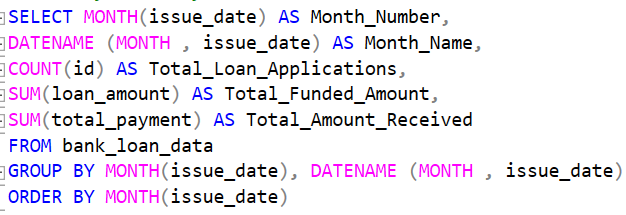 SELECT MONTH(issue_date) AS Month_Number,
DATENAME (MONTH , issue_date) AS Month_Name,
COUNT(id) AS Total_Loan_Applications,
SUM(loan_amount) AS Total_Funded_Amount,
SUM(total_payment) AS Total_Amount_Received
FROM bank_loan_data
GROUP BY MONTH(issue_date), DATENAME (MONTH , issue_date)
ORDER BY MONTH(issue_date)